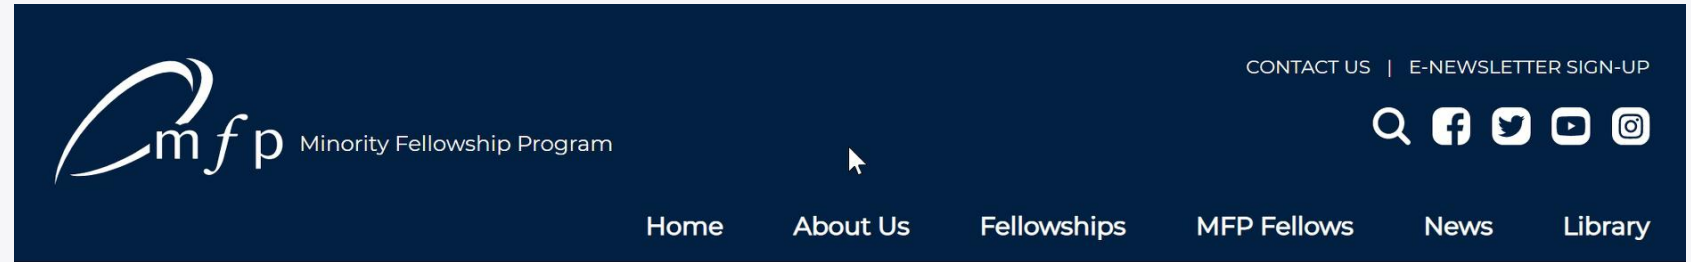 CONTACT US | E-NEWSLETTER SIGN-UP
mfp Minority Fellowship Program
Home About Us Fellowships MFP Fellows News Library